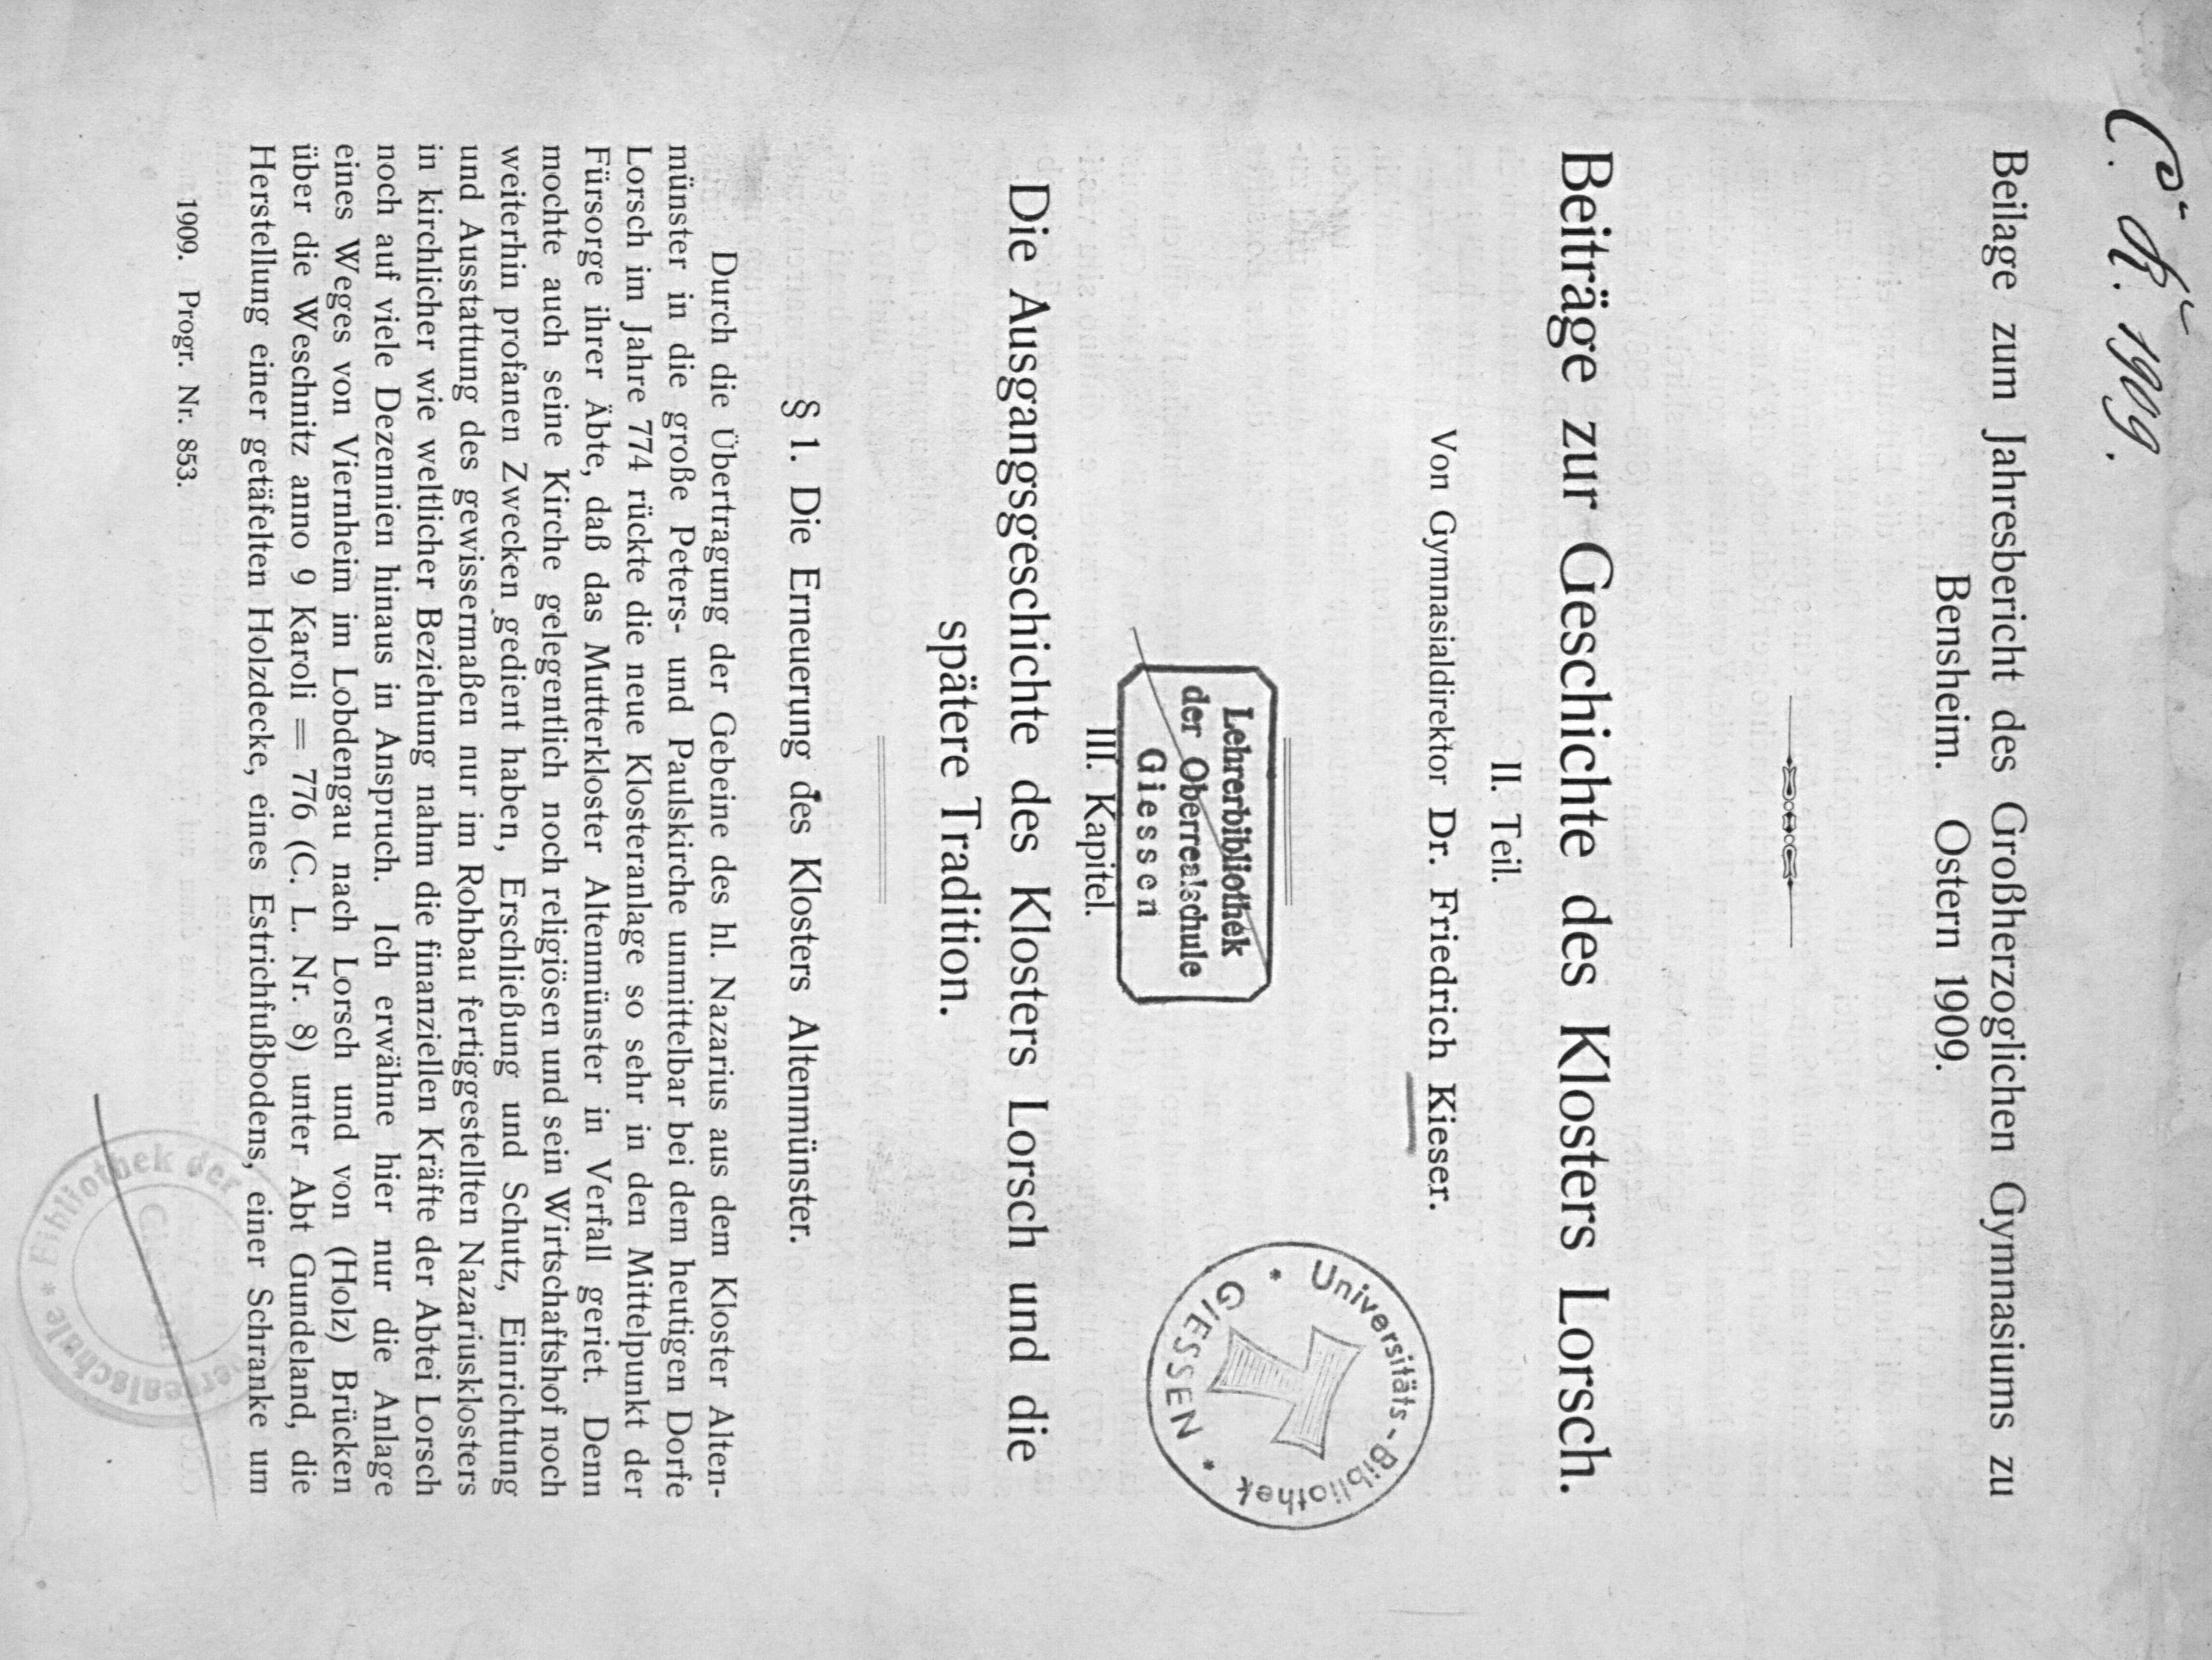 1909.
Beilage zum Jahresbericht des Großherzoglichen Gymnasiums zu
Bensheim. Ostern 1909.
Beiträge zur Geschichte des Klosters Lorsch.
II. Teil.
Von Gymnasialdirektor Dr. Friedrich Kieser.
Universitäts-Bibliothek
* GIESSEN *
Lehrerbibliothek
der Oberrealschule
Giessen
III. Kapitel.
Die Ausgangsgeschichte des Klosters Lorsch und die
spätere Tradition.
§ 1. Die Erneuerung des Klosters Altenmünster.
Durch die Übertragung der Gebeine des hl. Nazarius aus dem Kloster Alten-
münster in die große Peters- und Paulskirche unmittelbar bei dem heutigen Dorfe
Lorsch im Jahre 774 rückte die neue Klosteranlage so sehr in den Mittelpunkt der
Fürsorge ihrer Äbte, daß das Mutterkloster Altenmünster in Verfall geriet. Denn
mochte auch seine Kirche gelegentlich noch religiösen und sein Wirtschaftshof noch
weiterhin profanen Zwecken gedient haben, Erschließung und Schutz, Einrichtung
und Ausstattung des gewissermaßen nur im Rohbau fertiggestellten Nazariusklosters
in kirchlicher wie weltlicher Beziehung nahm die finanziellen Kräfte der Abtei Lorsch
noch auf viele Dezennien hinaus in Anspruch. Ich erwähne hier nur die Anlage
eines Weges von Viernheim im Lobdengau nach Lorsch und von (Holz) Brücken
über die Weschnitz anno 9 Karoli = 776 (C. L. Nr. 8) unter Abt Gundeland, die
Herstellung einer getäfelten Holzdecke, eines Estrichfußbodens, einer Schranke um
1909. Progr. Nr. 853.
* Bibliothek der